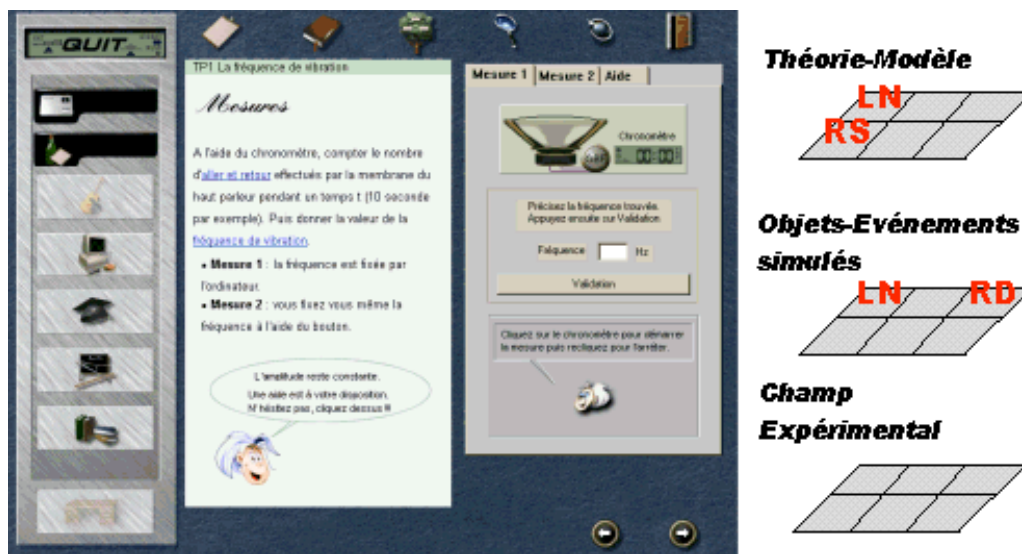 QUIT
TP1 La fréquence de vibration
Mesures
A l'aide du chronomètre, compter le nombre
d'aller et retour effectués par la membrane du
haut parleur pendant un temps t (10 seconde
par exemple). Puis donner la valeur de la
fréquence de vibration.
• Mesure 1 : la fréquence est fixée par
l'ordinateur.
• Mesure 2 : vous fixez vous même la
fréquence à l'aide du bouton.
L'amplitude reste constante.
Une aide est à votre disposition.
N'hésitez pas, cliquez dessus !!!
Mesure 1
Mesure 2
Aide
Chronomètre
00:00
Précisez la fréquence trouvée.
Appuyez ensuite sur Validation
Fréquence
Hz
Validation
Cliquez sur le chronomètre pour démarrer
la mesure puis recliquez pour l'arrêter.
Théorie-Modèle
LN
RS
Objets-Evénements
simulés
LN RD
Champ
Expérimental